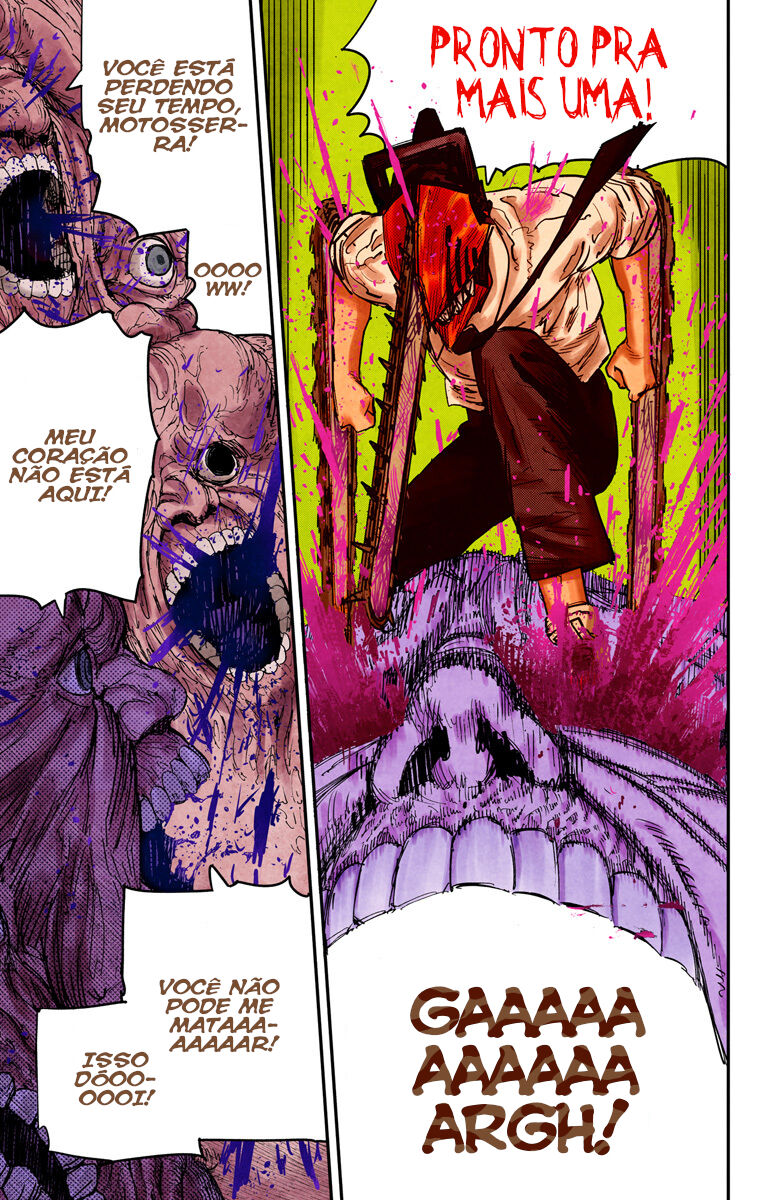 PRONTO PRA
MAIS UMA!
GAAAAA
AAAAAA
ARGH!
VOCÊ ESTÁ
PERDENDO
SEU TEMPO,
MOTOSSER-
RA!
OOOO
WW!
MEU
CORAÇÃO
NÃO ESTÁ
AQUI!
VOCÊ NÃO
PODE ME
MATAAA-
AAAAAR!
ISSO
DÓOO-
OOOI!